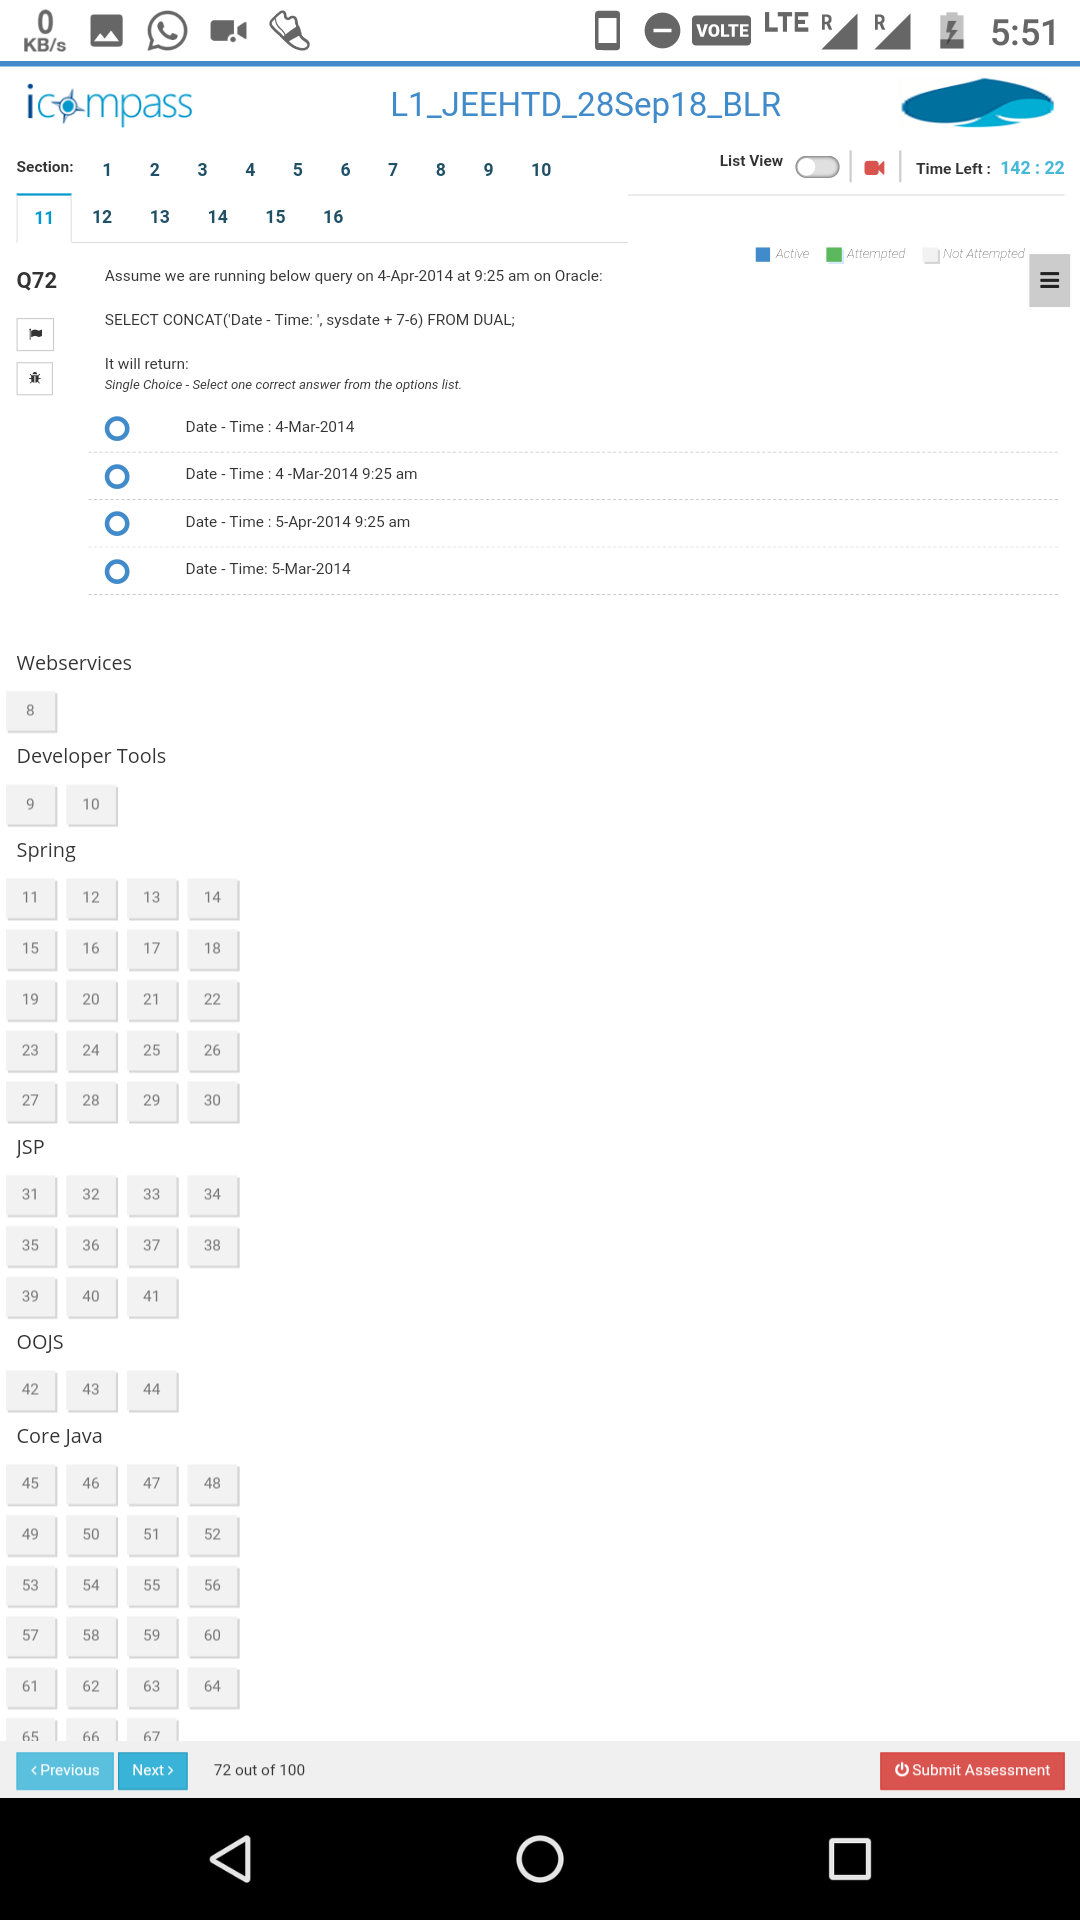 0
KB/s
VOLTE
LTE
R
R
5:51
icompass
L1_JEEHTD_28Sep18_BLR
Section: 1 2 3 4 5 6 7 8 9 10
List View
Time Left : 142 : 22
11 12 13 14 15 16
Active Attempted Not Attempted
Q72
Assume we are running below query on 4-Apr-2014 at 9:25 am on Oracle:
SELECT CONCAT('Date - Time: ', sysdate + 7-6) FROM DUAL;
It will return:
Single Choice - Select one correct answer from the options list.
Date - Time : 4-Mar-2014
Date - Time : 4 -Mar-2014 9:25 am
Date - Time : 5-Apr-2014 9:25 am
Date - Time: 5-Mar-2014
Webservices
8
Developer Tools
9 10
Spring
11 12 13 14
15 16 17 18
19 20 21 22
23 24 25 26
27 28 29 30
JSP
31 32 33 34
35 36 37 38
39 40 41
OOJS
42 43 44
Core Java
45 46 47 48
49 50 51 52
53 54 55 56
57 58 59 60
61 62 63 64
65 66 67
Previous Next 72 out of 100 Submit Assessment